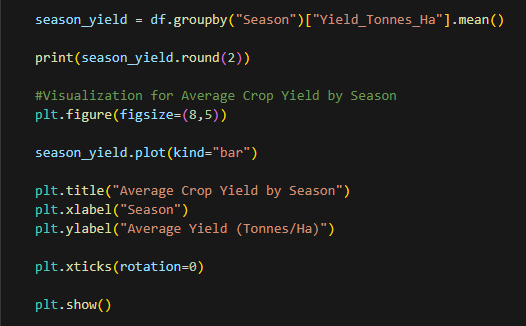 season_yield = df.groupby("Season")["Yield_Tonnes_Ha"].mean()
print(season_yield.round(2))
#Visualization for Average Crop Yield by Season
plt.figure(figsize=(8,5))
season_yield.plot(kind="bar")
plt.title("Average Crop Yield by Season")
plt.xlabel("Season")
plt.ylabel("Average Yield (Tonnes/Ha)")
plt.xticks(rotation=0)
plt.show()